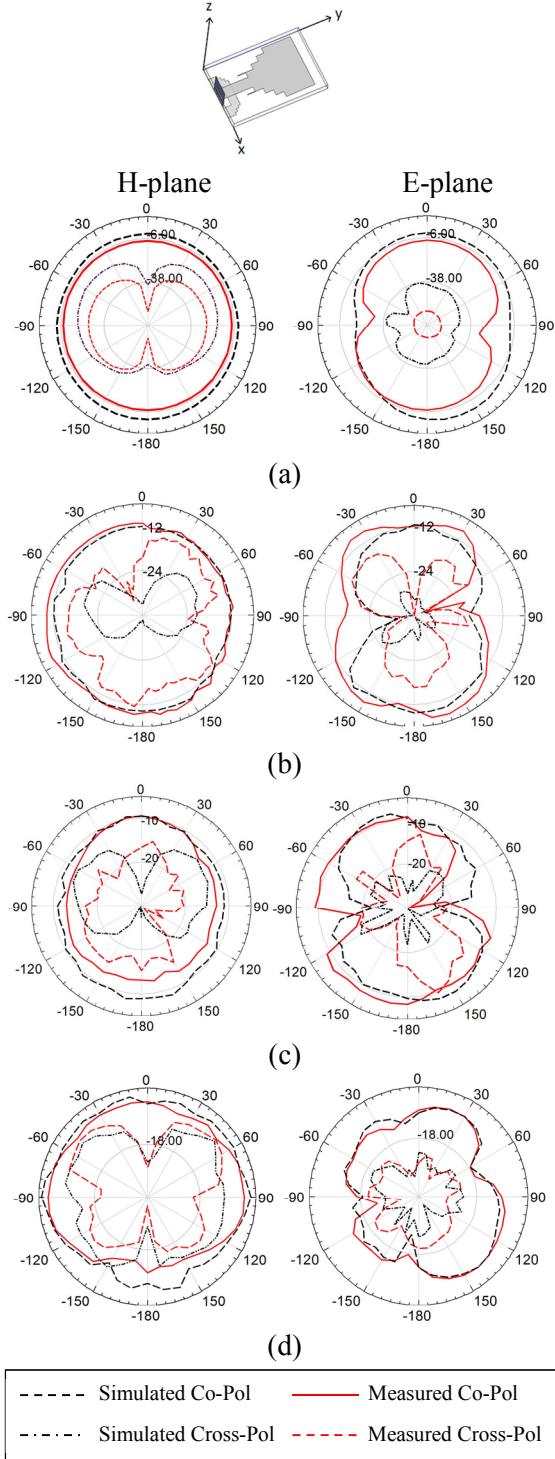 z
y
x
H-plane E-plane
0 0
-30 30 -30 30
-6.00 -6.00
-60 60 -60 60
-38.00 -38.00
-90 90 -90 90
-120 120 -120 120
-150 150 -150 150
-180 -180
(a)
0 0
-30 30 -30 30
-12 -12
-60 60 -60 60
-24 -24
-90 90 -90 90
-120 120 -120 120
-150 150 -150 150
-180 -180
(b)
0 0
-30 30 -30 30
-10 -10
-60 60 -60 60
-20 -20
-90 90 -90 90
-120 120 -120 120
-150 150 -150 150
-180 -180
(c)
0 0
-30 30 -30 30
-18.00 -18.00
-60 60 -60 60
-90 90 -90 90
-120 120 -120 120
-150 150 -150 150
-180 -180
(d)
Simulated Co-Pol Measured Co-Pol
Simulated Cross-Pol Measured Cross-Pol